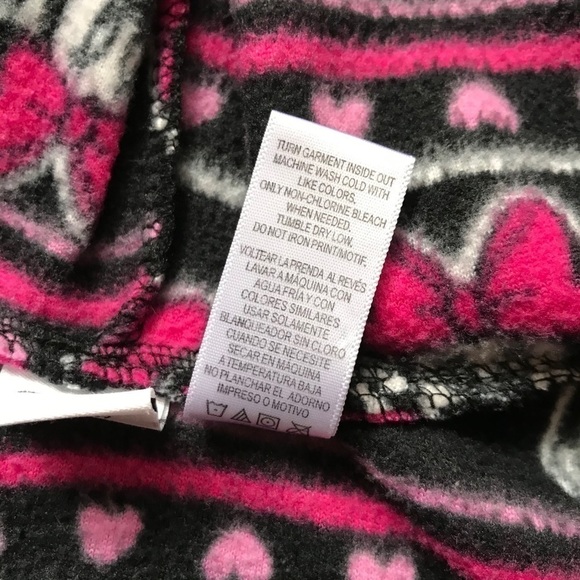 TURN GARMENT INSIDE OUT
MACHINE WASH COLD WITH
LIKE COLORS.
ONLY NON-CHLORINE BLEACH
WHEN NEEDED.
TUMBLE DRY LOW.
DO NOT IRON PRINT/MOTIF.
VOLTEAR LA PRENDA AL REVÉS
LAVAR A MÁQUINA CON
AGUA FRÍA Y CON
COLORES SIMILARES
USAR SOLAMENTE
BLANQUEADOR SIN CLORO
CUANDO SE NECESITE
SECAR EN MÁQUINA
A TEMPERATURA BAJA
NO PLANCHAR EL ADORNO
IMPRESO O MOTIVO